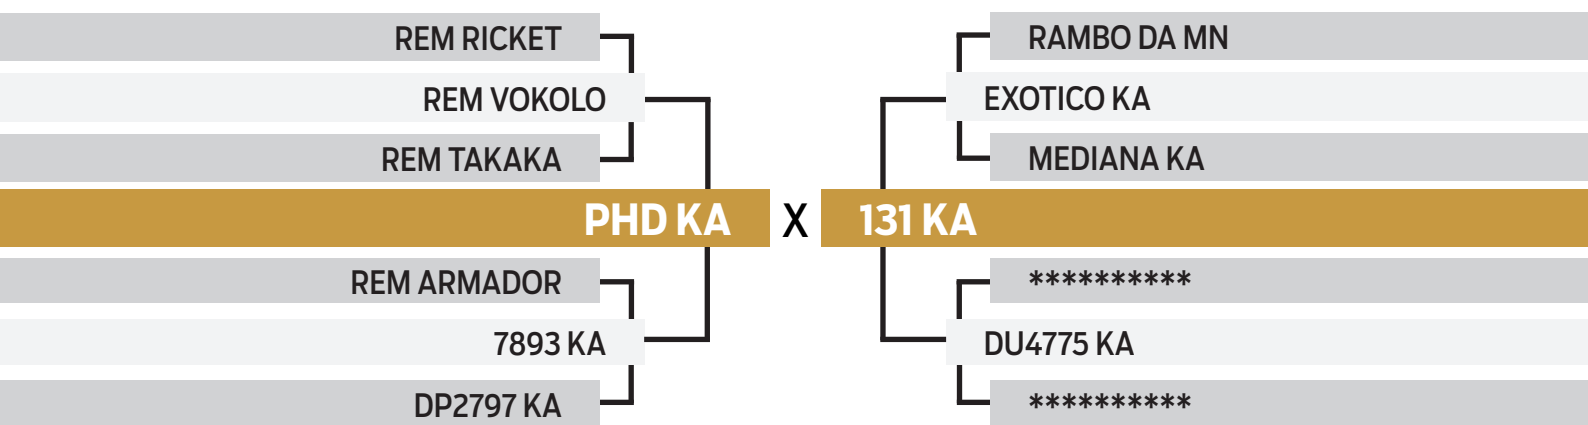 REM RICKET
RAMBO DA MN
REM VOKOLO
EXOTICO KA
REM TAKAKA
MEDIANA KA
PHD KA X 131 KA
REM ARMADOR
**********
7893 KA
DU4775 KA
DP2797 KA
**********